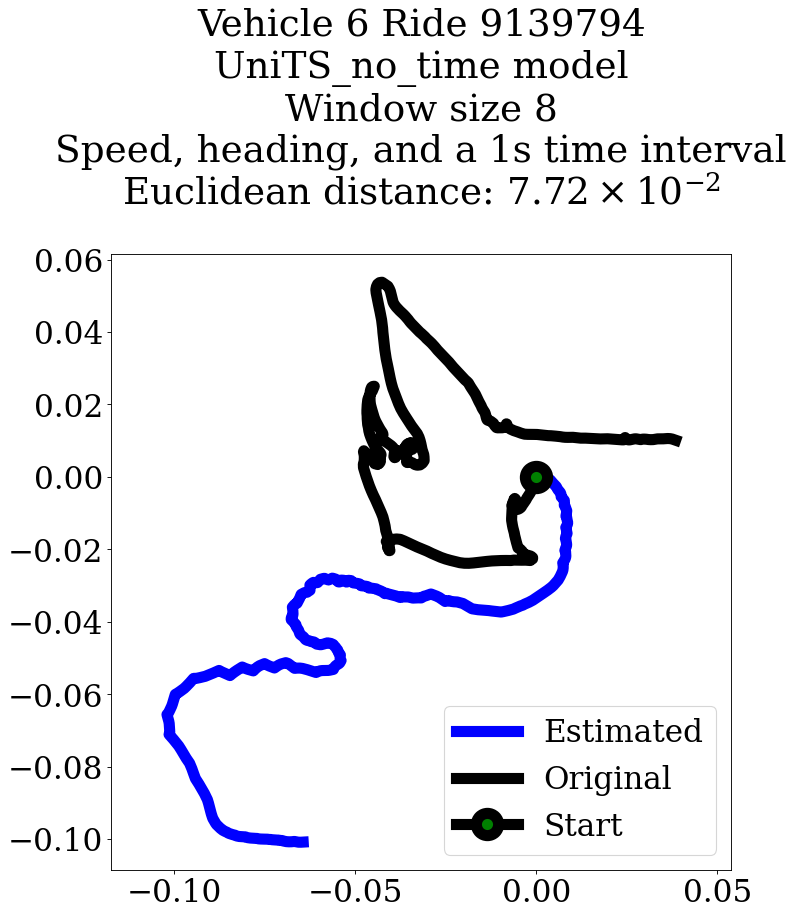 Vehicle 6 Ride 9139794
UniTS_no_time model
Window size 8
Speed, heading, and a 1s time interval
Euclidean distance: 7.72 × 10⁻²
0.06
0.04
0.02
0.00
−0.02
−0.04
−0.06
−0.08
−0.10
Estimated
Original
Start
−0.10 −0.05 0.00 0.05